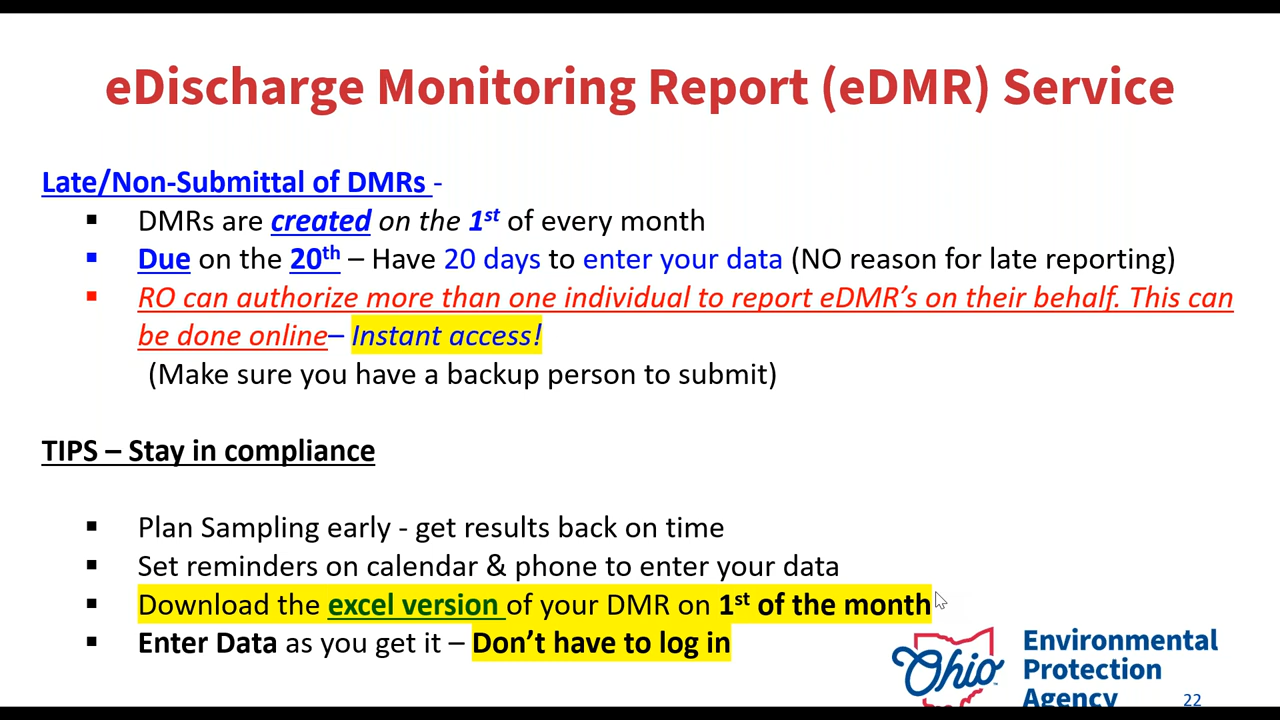 eDischarge Monitoring Report (eDMR) Service
Late/Non-Submittal of DMRs -
▪ DMRs are created on the 1st of every month
▪ Due on the 20th – Have 20 days to enter your data (NO reason for late reporting)
▪ RO can authorize more than one individual to report eDMR's on their behalf. This can
be done online– Instant access!
(Make sure you have a backup person to submit)
TIPS – Stay in compliance
▪ Plan Sampling early - get results back on time
▪ Set reminders on calendar & phone to enter your data
▪ Download the excel version of your DMR on 1st of the month
▪ Enter Data as you get it – Don't have to log in
Ohio
Environmental
Protection
Agency
22